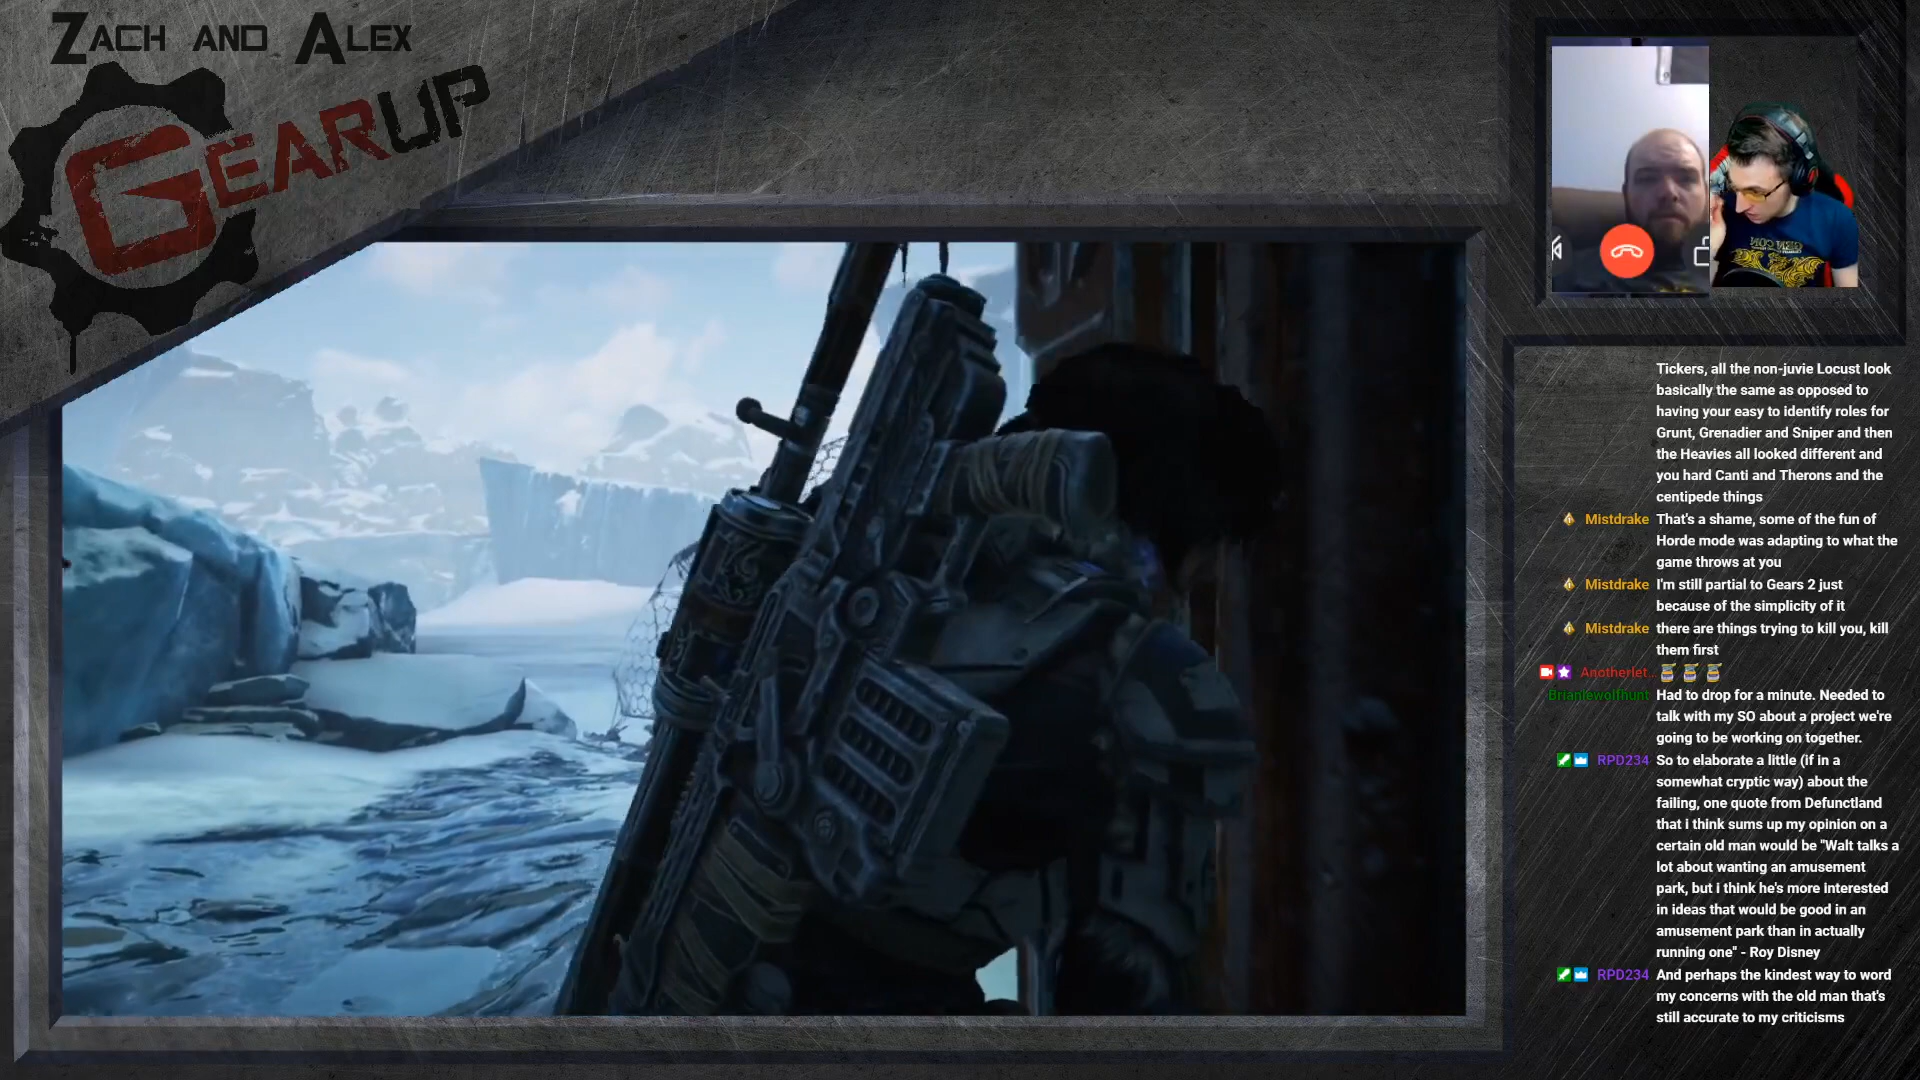 Zach and Alex
GearUp
Tickers, all the non-juvie Locust look
basically the same as opposed to
having your easy to identify roles for
Grunt, Grenadier and Sniper and then
the Heavies all looked different and
you hard Canti and Therons and the
centipede things
Mistdrake That's a shame, some of the fun of
Horde mode was adapting to what the
game throws at you
Mistdrake I'm still partial to Gears 2 just
because of the simplicity of it
Mistdrake there are things trying to kill you, kill
them first
Anotherlet...
Brianlewolfhunt Had to drop for a minute. Needed to
talk with my SO about a project we're
going to be working on together.
RPD234 So to elaborate a little (if in a
somewhat cryptic way) about the
failing, one quote from Defunctland
that i think sums up my opinion on a
certain old man would be "Walt talks a
lot about wanting an amusement
park, but i think he's more interested
in ideas that would be good in an
amusement park than in actually
running one" - Roy Disney
RPD234 And perhaps the kindest way to word
my concerns with the old man that's
still accurate to my criticisms